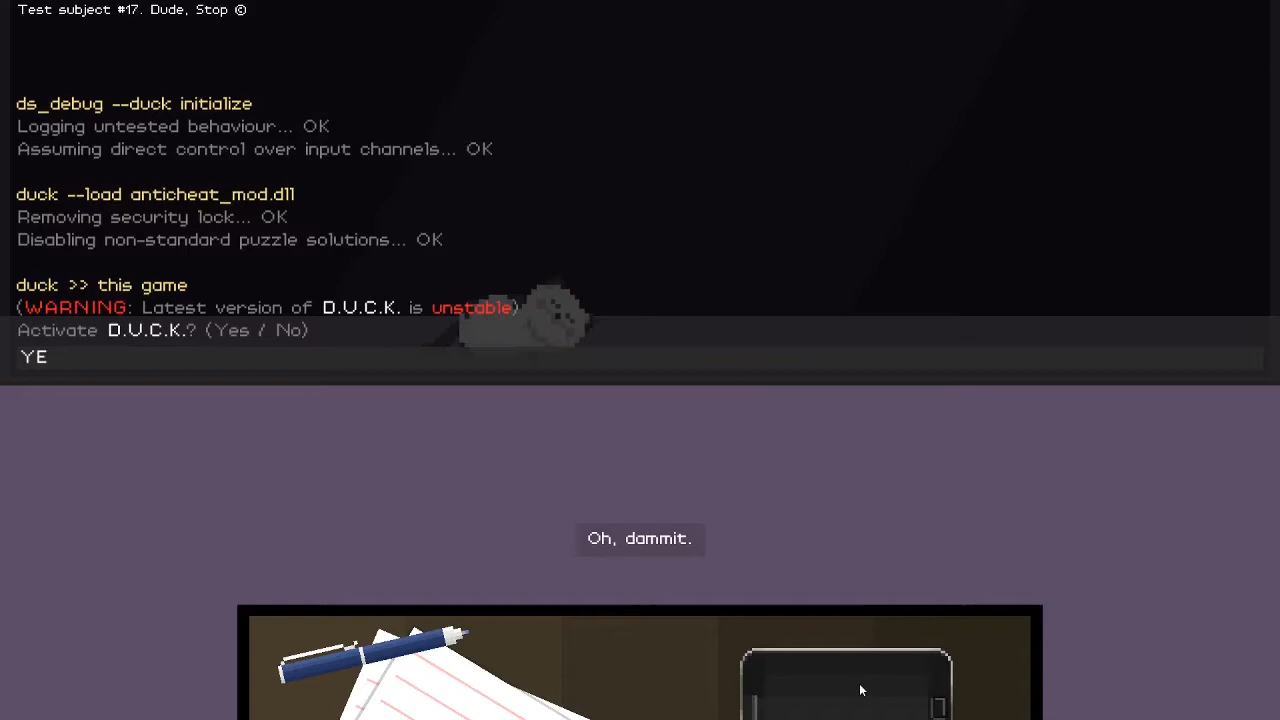 Test subject #17. Dude, Stop ©
ds_debug --duck initialize
Logging untested behaviour... OK
Assuming direct control over input channels... OK
duck --load anticheat_mod.dll
Removing security lock... OK
Disabling non-standard puzzle solutions... OK
duck >> this game
(WARNING: Latest version of D.U.C.K. is unstable)
Activate D.U.C.K.? (Yes / No)
YE
Oh, dammit.